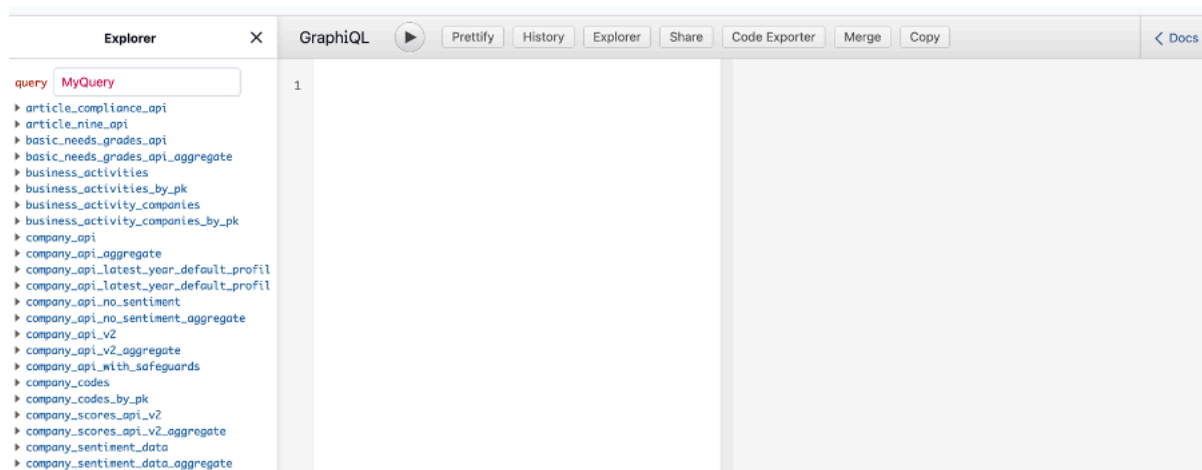 Explorer
GraphiQL
Prettify
History
Explorer
Share
Code Exporter
Merge
Copy
Docs
query MyQuery
1
article_compliance_api
article_nine_api
basic_needs_grades_api
basic_needs_grades_api_aggregate
business_activities
business_activities_by_pk
business_activity_companies
business_activity_companies_by_pk
company_api
company_api_aggregate
company_api_latest_year_default_profil
company_api_latest_year_default_profil
company_api_no_sentiment
company_api_no_sentiment_aggregate
company_api_v2
company_api_v2_aggregate
company_api_with_safeguards
company_codes
company_codes_by_pk
company_scores_api_v2
company_scores_api_v2_aggregate
company_sentiment_data
company_sentiment_data_aggregate